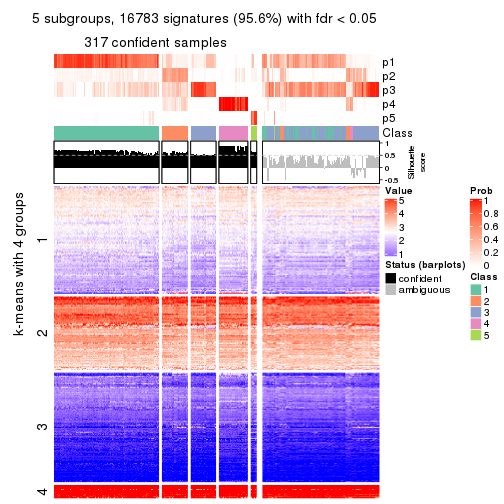 5 subgroups, 16783 signatures (95.6%) with fdr < 0.05
317 confident samples
p1
p2
p3
p4
p5
Class
1
0.5
0
-0.5
Silhouette
score
k-means with 4 groups
1
2
3
4
Value
5
4
3
2
1
Status (barplots)
confident
ambiguous
Prob
1
0.8
0.6
0.4
0.2
0
Class
1
2
3
4
5